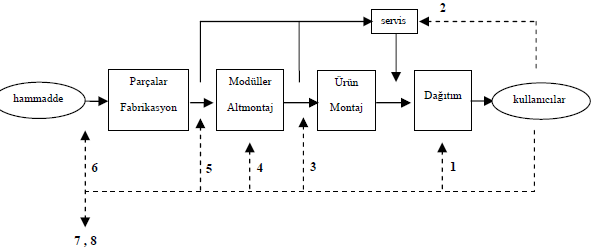 2
servis
Parçalar
Fabrikasyon
Modüller
Altmontaj
Ürün
Montaj
Dağıtım
hammadde
kullanıcılar
6
5
4
3
1
7 , 8